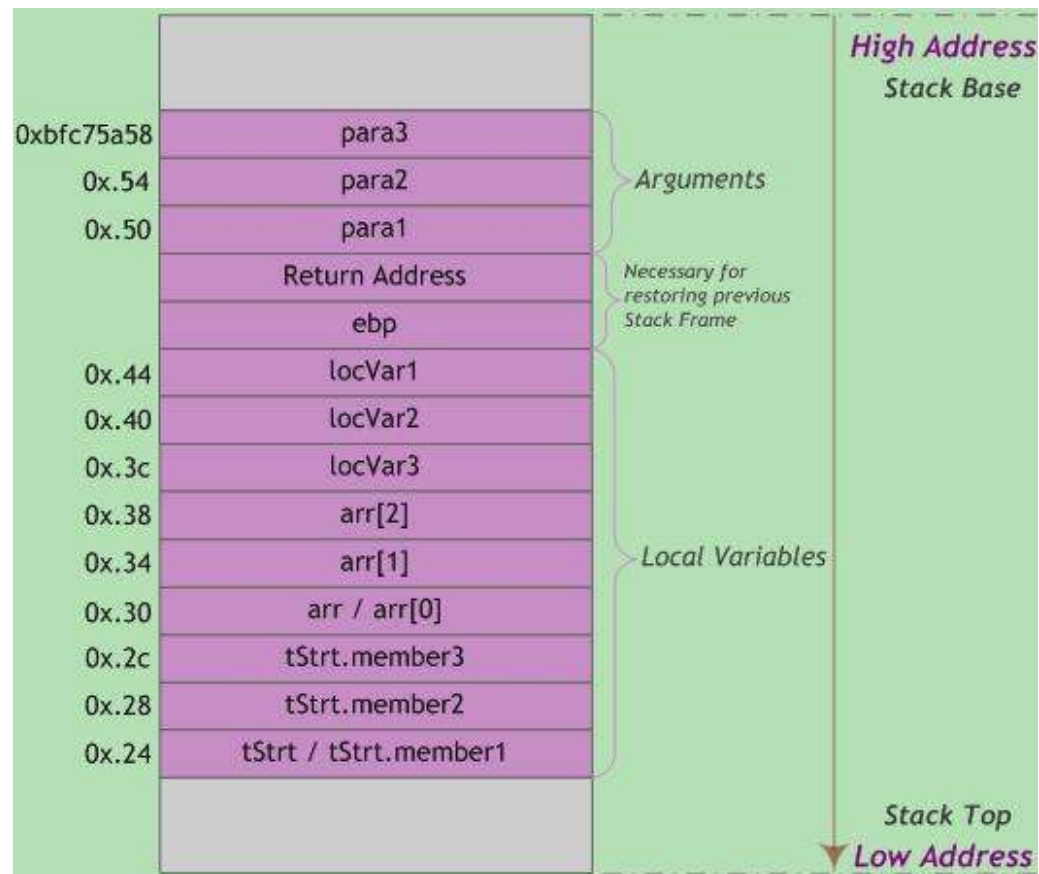 High Address
Stack Base
0xbfc75a58 para3
0x.54 para2 Arguments
0x.50 para1
Return Address
Necessary for
restoring previous
Stack Frame
ebp
0x.44 locVar1
0x.40 locVar2
0x.3c locVar3
0x.38 arr[2]
0x.34 arr[1] Local Variables
0x.30 arr / arr[0]
0x.2c tStrt.member3
0x.28 tStrt.member2
0x.24 tStrt / tStrt.member1
Stack Top
Low Address